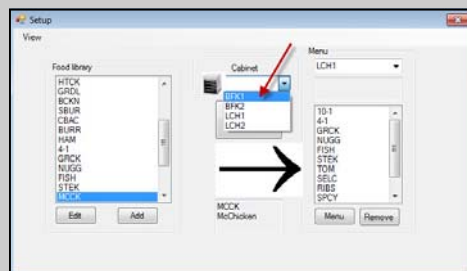 Setup
View
Food library
HTCK
GRDL
BCKN
SBUR
CBAC
BURR
HAM
4-1
GRCK
NUGG
FISH
STEK
MCCK
Edit
Add
Cabinet
BFK1
BFK2
LCH1
LCH2
MCCK
McChicken
Menu
LCH1
10-1
4-1
GRCK
NUGG
FISH
STEK
TOM
SELC
RIBS
SPCY
Menu
Remove